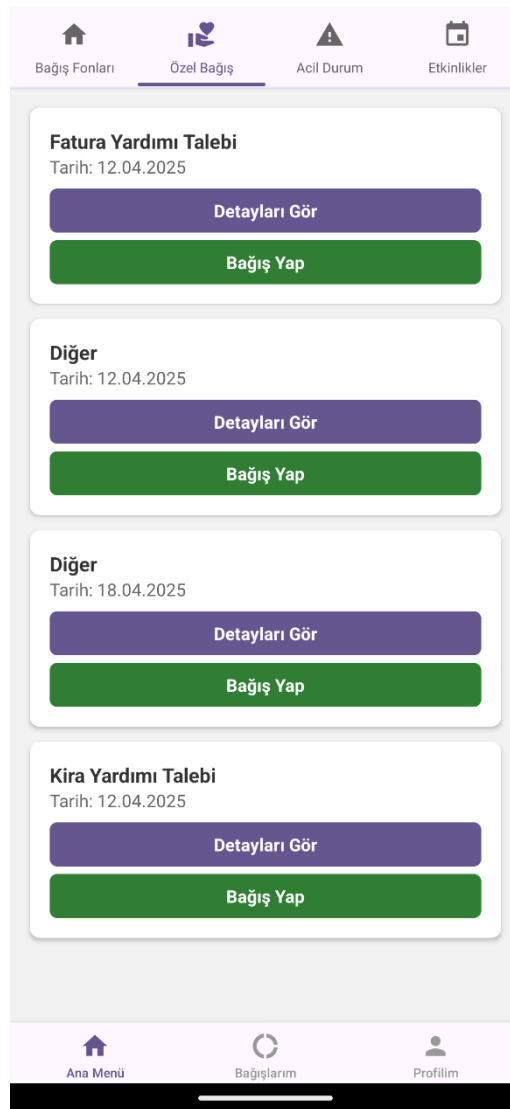 Bağış Fonları Özel Bağış Acil Durum Etkinlikler
Fatura Yardımı Talebi
Tarih: 12.04.2025
Detayları Gör
Bağış Yap
Diğer
Tarih: 12.04.2025
Detayları Gör
Bağış Yap
Diğer
Tarih: 18.04.2025
Detayları Gör
Bağış Yap
Kira Yardımı Talebi
Tarih: 12.04.2025
Detayları Gör
Bağış Yap
Ana Menü Bağışlarım Profilim